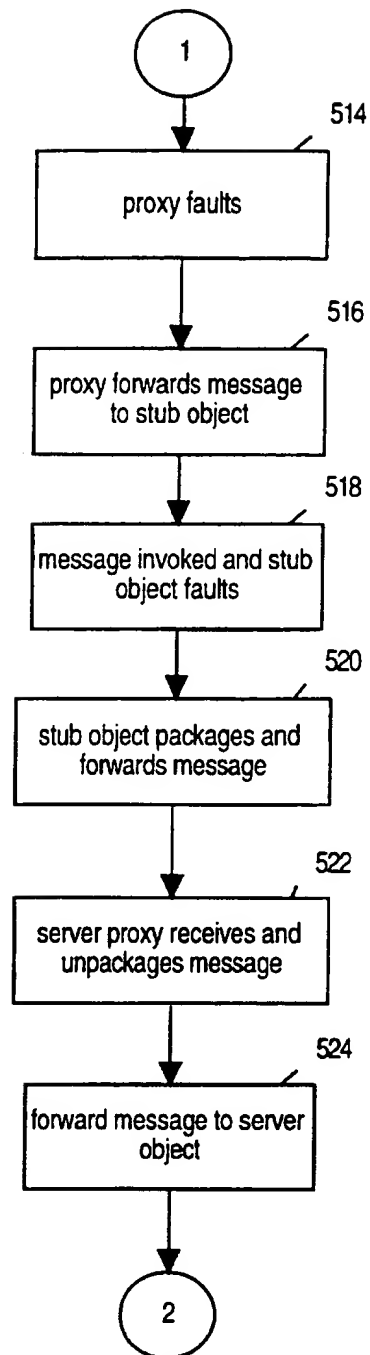 1
514
proxy faults
516
proxy forwards message
to stub object
518
message invoked and stub
object faults
520
stub object packages and
forwards message
522
server proxy receives and
unpackages message
524
forward message to server
object
2